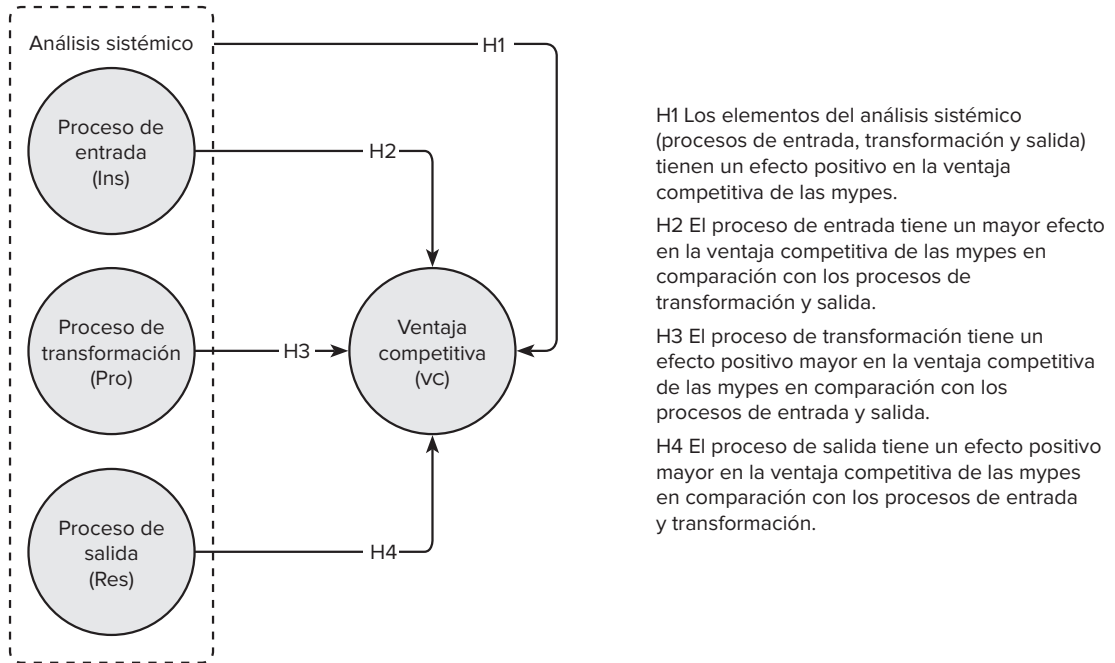 Análisis sistémico
H1
Proceso de
entrada
(Ins)
H2
Proceso de
transformación
(Pro)
H3
Ventaja
competitiva
(VC)
Proceso de
salida
(Res)
H4
H1 Los elementos del análisis sistémico
(procesos de entrada, transformación y salida)
tienen un efecto positivo en la ventaja
competitiva de las mypes.
H2 El proceso de entrada tiene un mayor efecto
en la ventaja competitiva de las mypes en
comparación con los procesos de
transformación y salida.
H3 El proceso de transformación tiene un
efecto positivo mayor en la ventaja competitiva
de las mypes en comparación con los
procesos de entrada y salida.
H4 El proceso de salida tiene un efecto positivo
mayor en la ventaja competitiva de las mypes
en comparación con los procesos de entrada
y transformación.